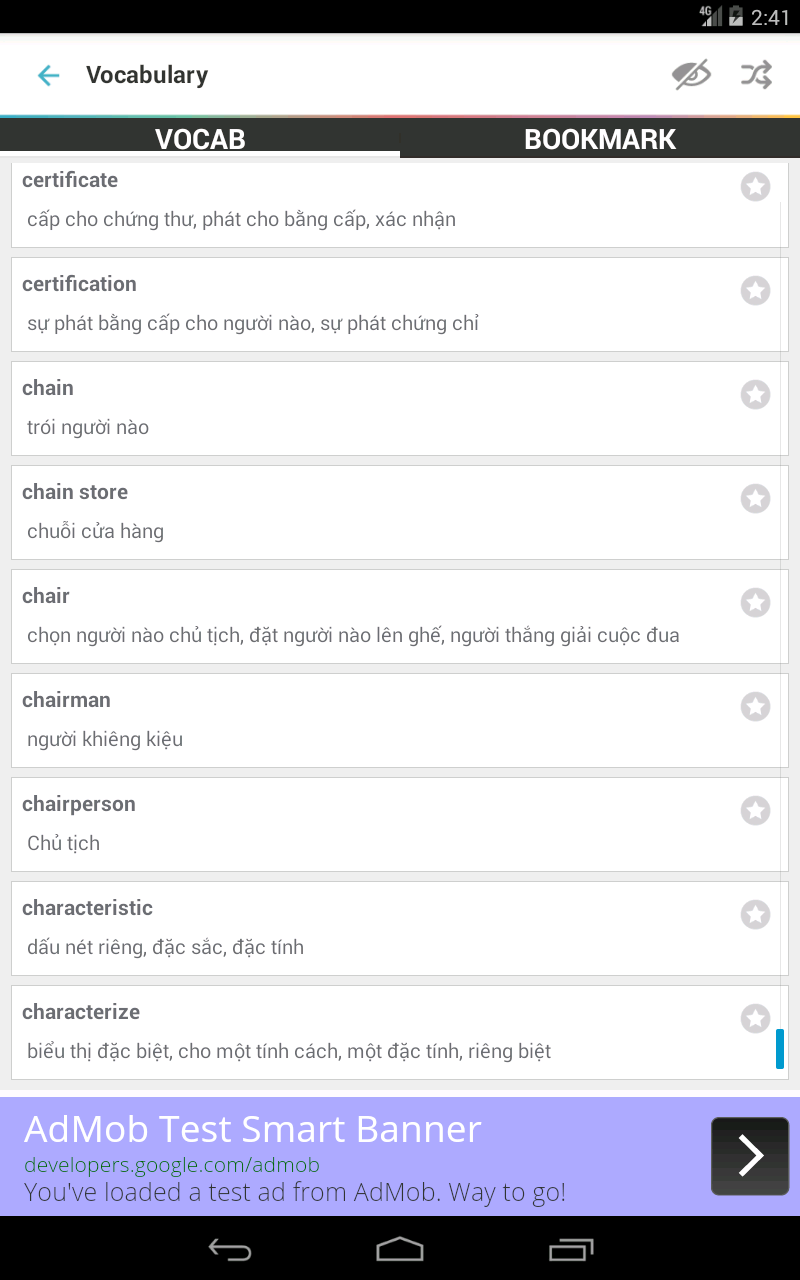 4G 2:41
Vocabulary
VOCAB
BOOKMARK
certificate
cấp cho chứng thư, phát cho bằng cấp, xác nhận
certification
sự phát bằng cấp cho người nào, sự phát chứng chỉ
chain
trói người nào
chain store
chuỗi cửa hàng
chair
chọn người nào chủ tịch, đặt người nào lên ghế, người thắng giải cuộc đua
chairman
người khiêng kiệu
chairperson
Chủ tịch
characteristic
dấu nét riêng, đặc sắc, đặc tính
characterize
biểu thị đặc biệt, cho một tính cách, một đặc tính, riêng biệt
AdMob Test Smart Banner
developers.google.com/admob
You've loaded a test ad from AdMob. Way to go!